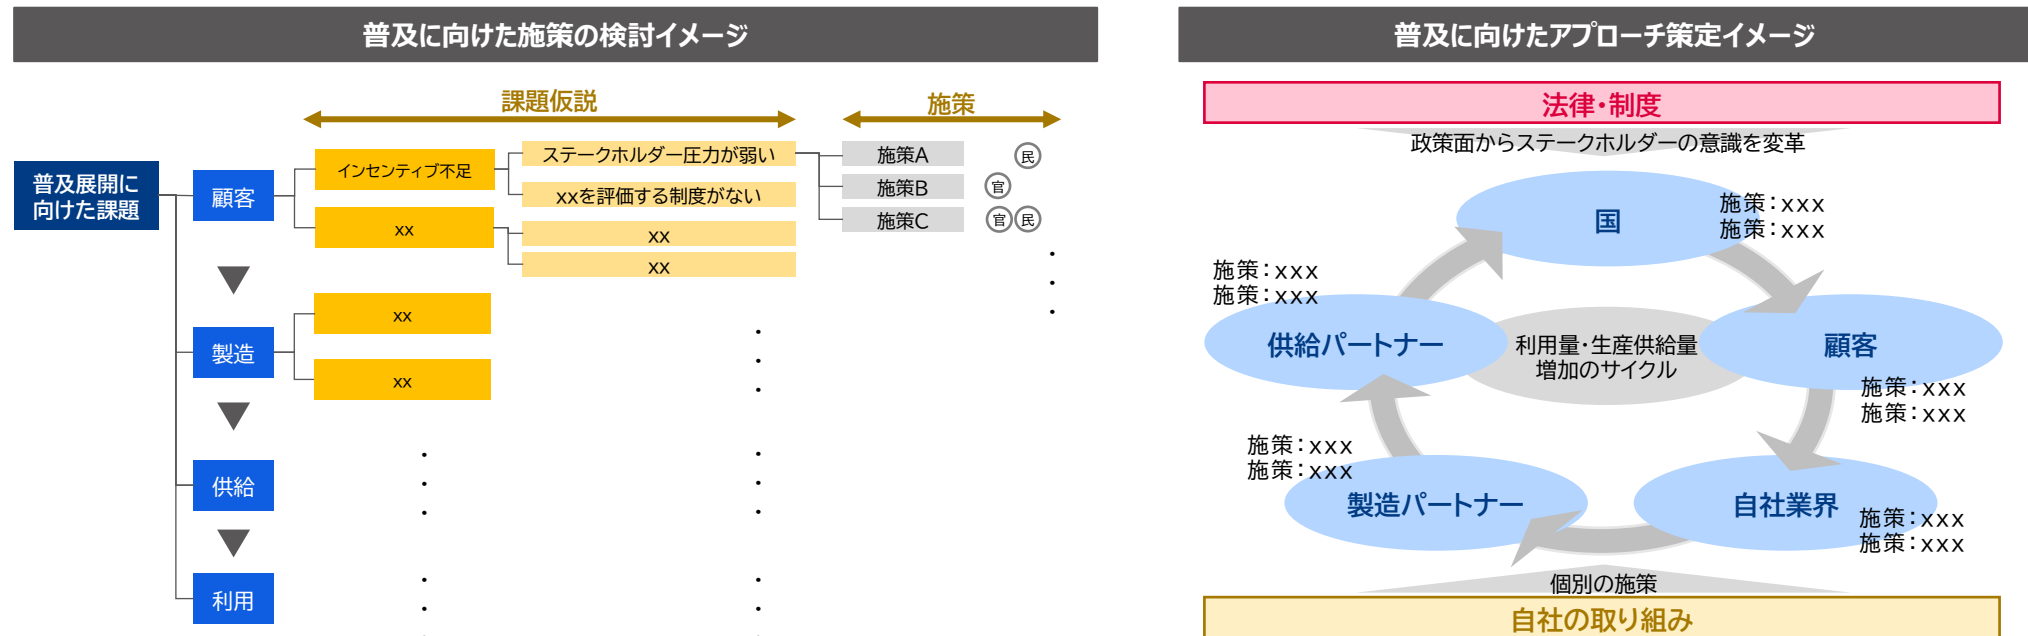 普及に向けた施策の検討イメージ
課題仮説
施策
普及展開に
向けた課題
顧客
インセンティブ不足
ステークホルダー圧力が弱い
施策A
民
xxを評価する制度がない
施策B
官
xx
xx
施策C
官 民
xx
製造
xx
xx
供給
利用
普及に向けたアプローチ策定イメージ
法律・制度
政策面からステークホルダーの意識を変革
国
施策：xxx
施策：xxx
施策：xxx
施策：xxx
供給パートナー
利用量・生産供給量
増加のサイクル
顧客
施策：xxx
施策：xxx
施策：xxx
施策：xxx
製造パートナー
自社業界
施策：xxx
施策：xxx
個別の施策
自社の取り組み